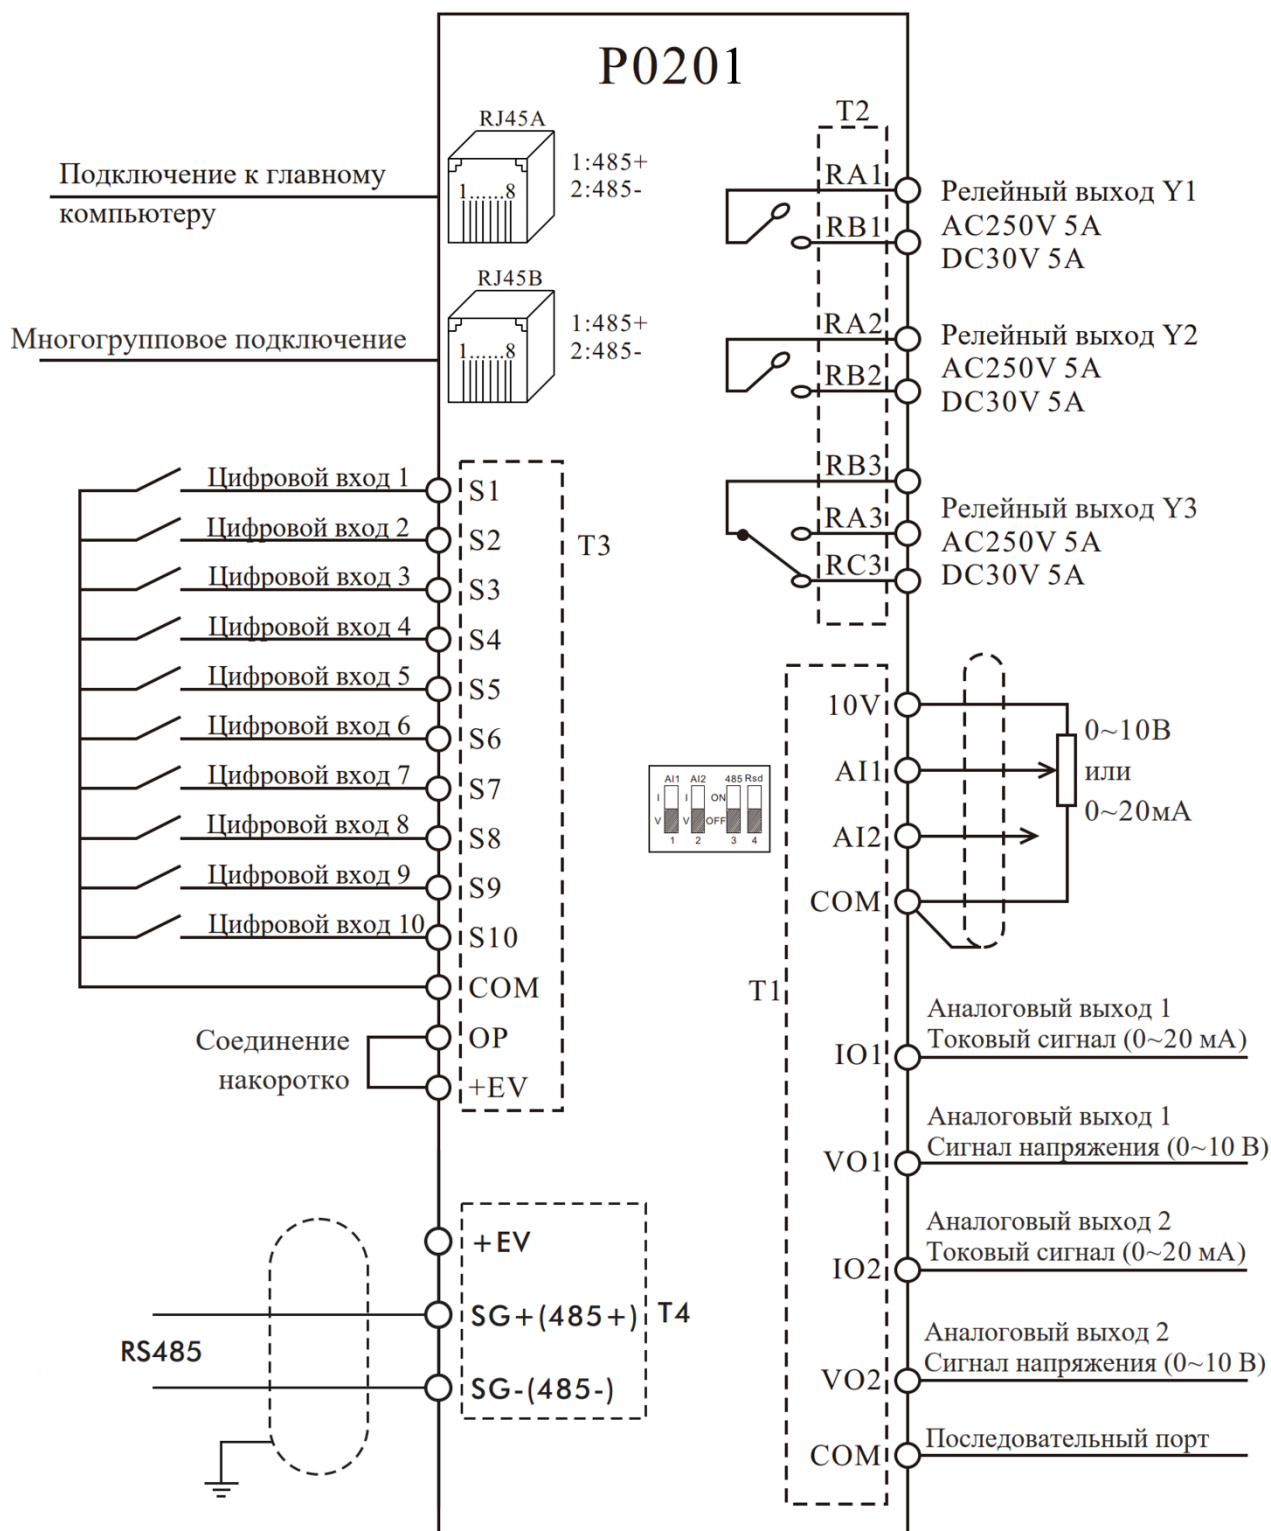 P0201
RJ45A
1:485+
2:485-
1......8
Подключение к главному
компьютеру
RJ45B
1:485+
2:485-
1......8
Многогрупповое подключение
T2
RA1
RB1
Релейный выход Y1
AC250V 5A
DC30V 5A
RA2
RB2
Релейный выход Y2
AC250V 5A
DC30V 5A
RB3
RA3
RC3
Релейный выход Y3
AC250V 5A
DC30V 5A
Цифровой вход 1
S1
Цифровой вход 2
S2
Цифровой вход 3
S3
Цифровой вход 4
S4
Цифровой вход 5
S5
Цифровой вход 6
S6
Цифровой вход 7
S7
Цифровой вход 8
S8
Цифровой вход 9
S9
Цифровой вход 10
S10
COM
T3
Соединение
накоротко
OP
+EV
AI1 AI2 485 Rsd
I I ON
V V OFF
1 2 3 4
10V
AI1
AI2
COM
0~10В
или
0~20мА
T1
Аналоговый выход 1
Токовый сигнал (0~20 мА)
IO1
Аналоговый выход 1
Сигнал напряжения (0~10 В)
VO1
Аналоговый выход 2
Токовый сигнал (0~20 мА)
IO2
Аналоговый выход 2
Сигнал напряжения (0~10 В)
VO2
Последовательный порт
COM
+EV
SG+(485+)
T4
RS485
SG-(485-)